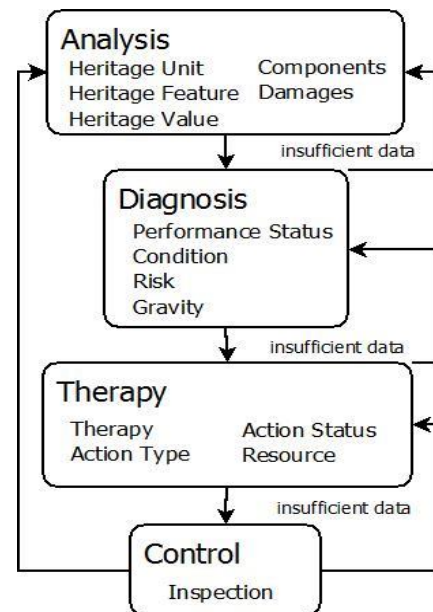 Analysis
Heritage Unit
Heritage Feature
Heritage Value
Components
Damages
insufficient data
Diagnosis
Performance Status
Condition
Risk
Gravity
insufficient data
Therapy
Therapy
Action Type
Action Status
Resource
insufficient data
Control
Inspection